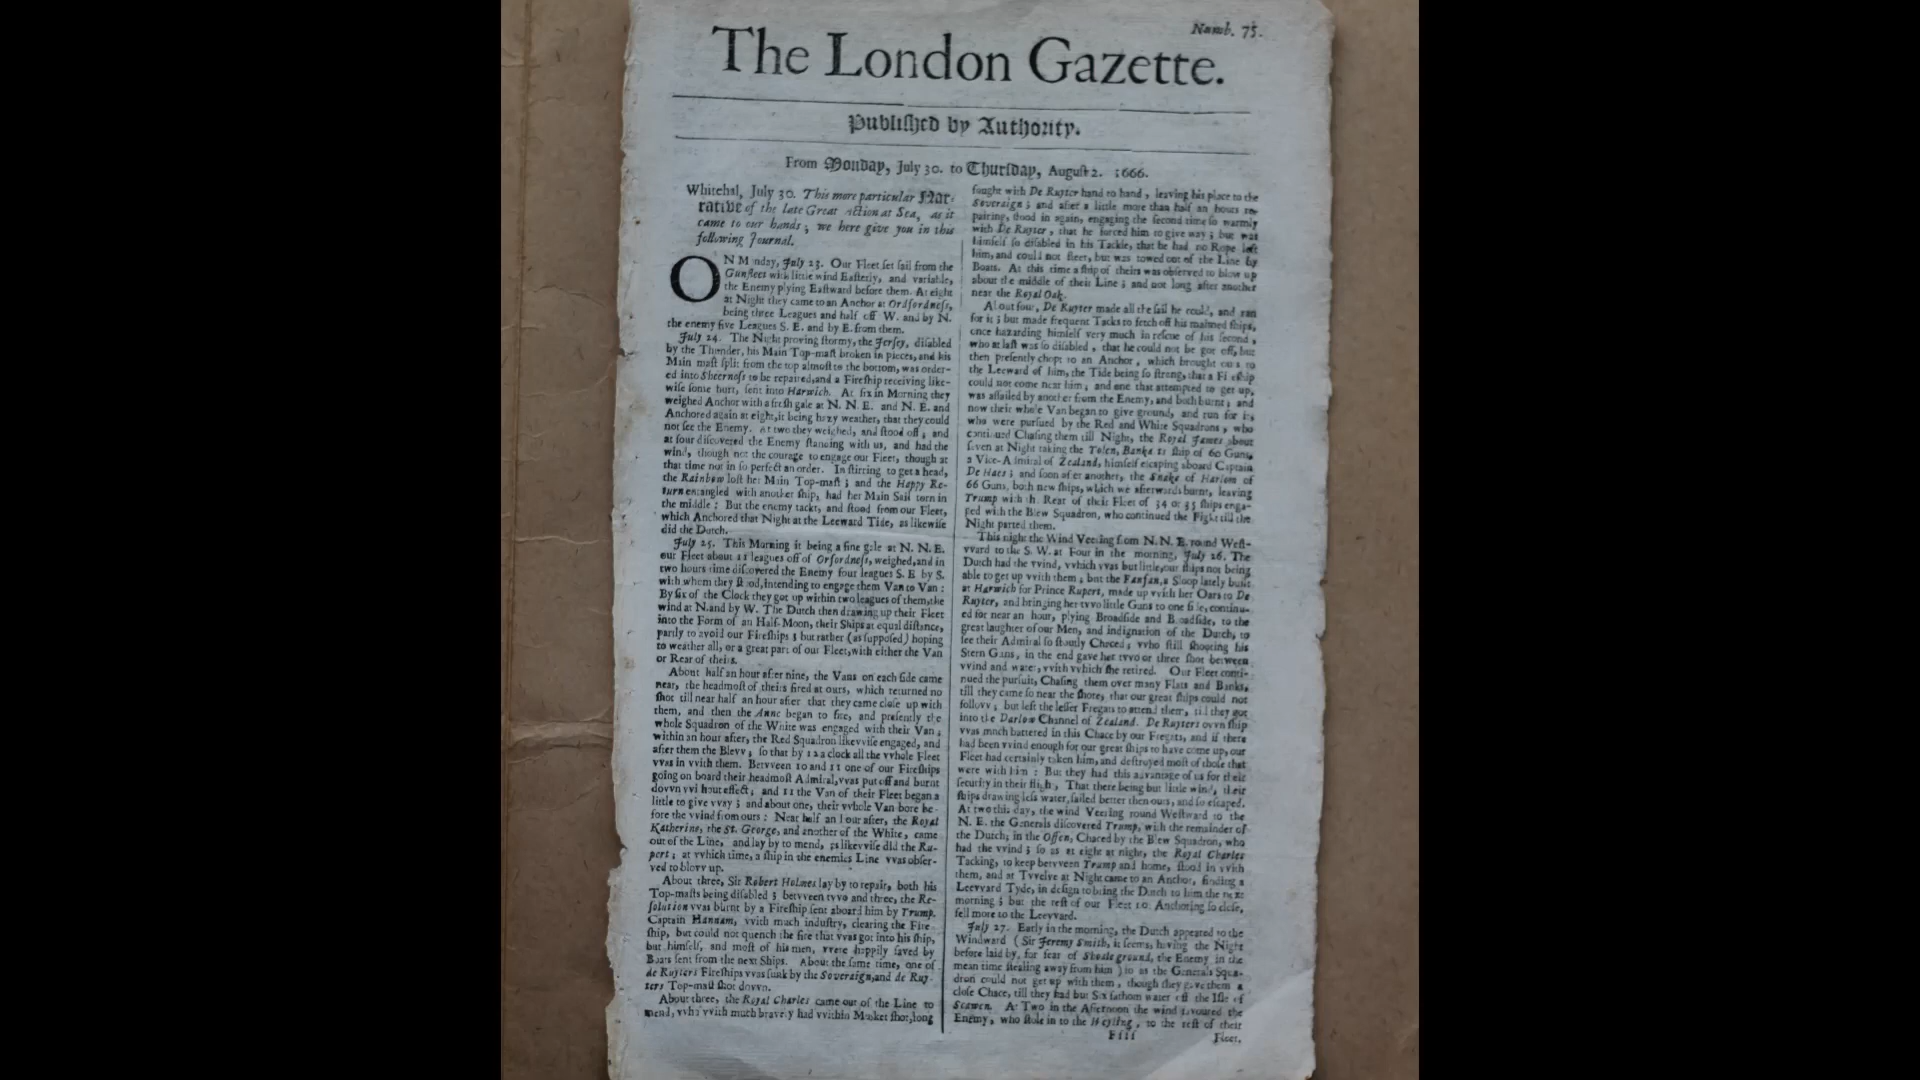 Numb. 75.
The London Gazette.
Published by Authority.
From Monday, July 30. to Thursday, August 2. 1666.
Whitehal, July 30. This more particular Nar-
rative of the late Great Action at Sea, as it
came to our hands; we here give you in this
following Journal.
ON Monday, July 23. Our Fleet set sail from the
Gunfleet with little wind Easterly, and variable,
the Enemy plying Eastward before them. At eight
at Night they came to an Anchor at Orfordness,
being three Leagues and half off W. and by N.
the enemy five Leagues S. E. and by E. from them.
July 24. The Night proving stormy, the Jersey, disabled
by the Thunder, his Main Top-mast broken in pieces, and his
Main mast split from the top almost to the bottom, was order-
ed into Sheerness to be repaired, and a Fireship receiving like-
wise some hurt, sent into Harwich. At six in Morning they
weighed Anchor with a fresh gale at N. N. E. and N. E. and
Anchored again at eight, it being hazy weather, that they could
not see the Enemy. At two they weighed, and stood off; and
at four discovered the Enemy standing with us, and had the
wind, though not the courage to engage our Fleet, though at
that time not in so perfect an order. In stirring to get a head,
the Rainbow lost her Main Top-mast; and the Happy Re-
turn entangled with another ship, had her Main Sail torn in
the middle: But the enemy tackt, and stood from our Fleet,
which Anchored that Night at the Leeward Tide, as likewise
did the Dutch.
July 25. This Morning it being a fine gale at N. N. E.
our Fleet about 11 leagues off of Orfordness, weighed, and in
two hours time discovered the Enemy four leagues S. E by S.
with whom they stood, intending to engage them Van to Van:
By six of the Clock they got up within two leagues of them, the
wind at N. and by W. The Dutch then drawing up their Fleet
into the Form of an Half-Moon, their Ships at equal distance,
partly to avoid our Fireships; but rather (as supposed) hoping
to weather all, or a great part of our Fleet, with either the Van
or Rear of theirs.
About half an hour after nine, the Vans on each side came
near, the headmost of theirs fired at ours, which returned no
shot till near half an hour after that they came close up with
them, and then the Anne began to fire, and presently the
whole Squadron of the White was engaged with their Van;
within an hour after, the Red Squadron likevvise engaged, and
after them the Blevv; so that by 12 a clock all the vvhole Fleet
vvas in vvith them. Betvveen 10 and 11 one of our Fireships
going on board their headmost Admiral, vvas put off and burnt
dovvn vvithout effect; and 11 the Van of their Fleet began a
little to give vvay; and about one, their vvhole Van bore be-
fore the vvind from ours: Near half an hour after, the Royal
Katherine, the St. George, and another of the White, came
out of the Line, and lay by to mend, as likevvise did the Ru-
pert; at vvhich time, a ship in the enemies Line vvas obser-
ved to blovv up.
About three, Sir Robert Holmes lay by to repair, both his
Top-masts being disabled; betvveen tvvo and three, the Re-
solution vvas burnt by a Fireship sent aboard him by Trump.
Captain Hannam, vvith much industry, clearing the Fire-
ship, but could not quench the fire that vvas got into his ship,
but himself, and most of his men, vvere happily saved by
Boats sent from the next Ships. About the same time, one of
de Ruyters Fireships vvas sunk by the Soveraign, and de Ruy-
ters Top-mast shot dovvn.
About three, the Royal Charles came out of the Line to
mend, vvho vvith much bravery had vvithin Musket shot, long
fought with De Ruyter hand to hand, leaving his place to the
Soveraign; and after a little more than half an hours re-
pairing, stood in again, engaging the second time so warmly
with De Ruyter, that he forced him to give way; but was
himself so disabled in his Tackle, that he had no Rope left
him, and could not steer, but was towed out of the Line by
Boats. At this time a ship of theirs was observed to blow up
about the middle of their Line; and not long after another
near the Royal Oak.
About four, De Ruyter made all the sail he could, and ran
for it; but made frequent Tacks to fetch off his maimed ships,
once hazarding himself very much in rescue of his second,
who at last was so disabled, that he could not be got off, but
then presently chopt to an Anchor, which brought to
the Leeward of him, the Tide being so strong, that a Fireship
could not come near him; and one that attempted to get up,
was assailed by another from the Enemy, and both burnt; and
now their whole Van began to give ground, and run for it,
who were pursued by the Red and White Squadrons, who
continued Chasing them till Night, the Royal James about
seven at Night taking the Tolen, Bankarts ship of 60 Guns,
a Vice-Admiral of Zealand, himself escaping aboard Captain
De Haes; and soon after another, the Snake of Harlem of
66 Guns, both new ships, which we afterwards burnt, leaving
Trump with th. Rear of their Fleet of 34 or 35 ships enga-
ged with the Blew Squadron, who continued the Fight till the
Night parted them.
This night the Wind Veering from N. N. E. round West-
vvard to the S. W. at Four in the morning, July 26. The
Dutch had the vvind, vvhich vvas but little, our ships not being
able to get up vvith them; but the Fanfan, a Sloop lately built
at Harwich for Prince Rupert, made up vvith her Oars to De
Ruyter, and bringing her tvvo little Guns to one side, continu-
ed for near an hour, plying Broadside and Broadside, to the
great laughter of our Men, and indignation of the Dutch, to
see their Admiral so stoutly Chaced; vvho still shooting his
Stern Guns, in the end gave her tvvo or three shot between
vvind and water, vvith vvhich she retired. Our Fleet conti-
nued the pursuit, Chasing them over many Flats and Banks,
till they came so near the shore, that our great ships could not
follovv; but left the lesser Fregats to attend them, till they got
into the Darlow Channel of Zealand. De Ruyters ovvn ship
vvas much battered in this Chace by our Fregats, and if there
had been vvind enough for our great ships to have come up, our
Fleet had certainly taken him, and destroyed most of those that
were with him: But they had this advantage of us for their
security in their fligh, That there being but little wind, their
ships drawing less water, sailed better then ours, and so escaped.
At two this day, the wind Veering round Westward to the
N. E. the Generals discovered Trump, with the remainder of
the Dutch, in the Offen, Chaced by the Blew Squadron, who
had the vvind; so as at eight at night, the Royal Charles
Tacking, to keep betvveen Trump and home, stood in vvith
them, and at Tvvelve at Night came to an Anchor, finding a
Leevvard Tyde, in design to bring the Dutch to him the next
morning; but the rest of our Fleet to Anchoring so close,
fell more to the Leevvard.
July 27. Early in the morning, the Dutch appeared to the
Windward (Sir Jeremy Smith, it seems, having the Night
before laid by, for fear of Shoale ground, the Enemy in the
mean time stealing away from him) so as the Generals Squa-
dron could not get up with them, though they gave them a
close Chace, till they had but Six fathom water off the Isle of
Scawen. At Two in the Afternoon the wind favoured the
Enemy, who stole in to the, to the rest of their
Ffff
Fleet.